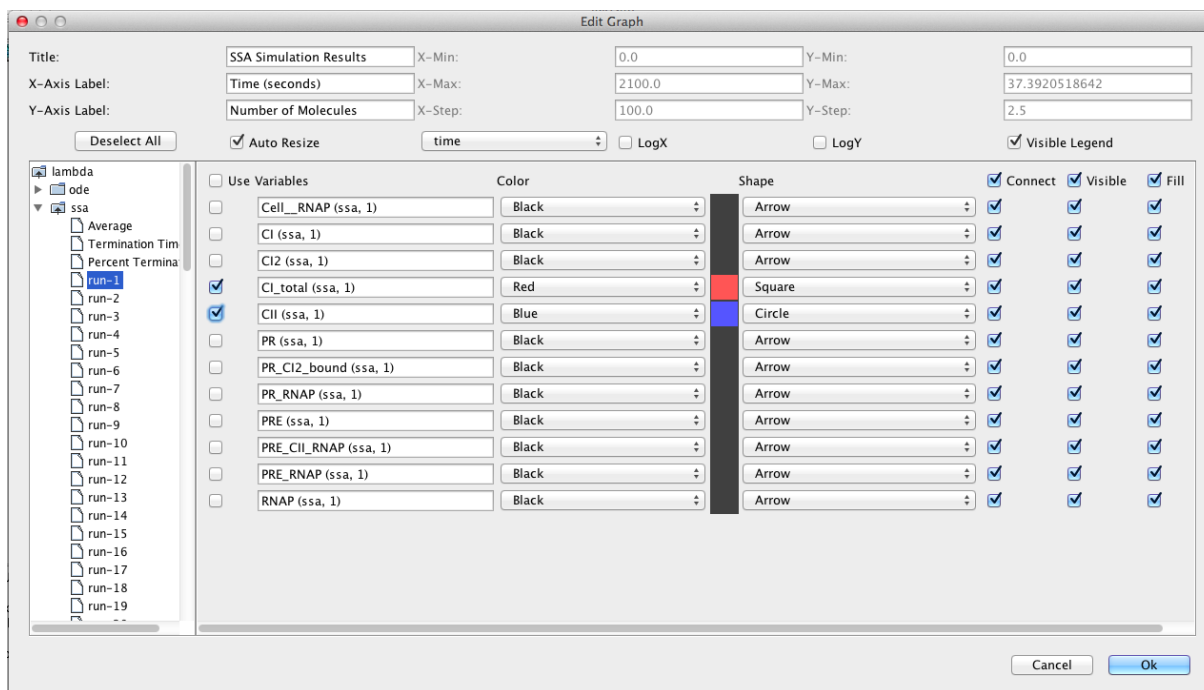 Edit Graph
Title: SSA Simulation Results X-Min: 0.0 Y-Min: 0.0
X-Axis Label: Time (seconds) X-Max: 2100.0 Y-Max: 37.3920518642
Y-Axis Label: Number of Molecules X-Step: 100.0 Y-Step: 2.5
Deselect All Auto Resize time LogX LogY Visible Legend
lambda
ode
ssa
Average
Termination Tim
Percent Termina
run-1
run-2
run-3
run-4
run-5
run-6
run-7
run-8
run-9
run-10
run-11
run-12
run-13
run-14
run-15
run-16
run-17
run-18
run-19
Use Variables Color Shape Connect Visible Fill
Cell__RNAP (ssa, 1) Black Arrow
CI (ssa, 1) Black Arrow
CI2 (ssa, 1) Black Arrow
CI_total (ssa, 1) Red Square
CII (ssa, 1) Blue Circle
PR (ssa, 1) Black Arrow
PR_CI2_bound (ssa, 1) Black Arrow
PR_RNAP (ssa, 1) Black Arrow
PRE (ssa, 1) Black Arrow
PRE_CII_RNAP (ssa, 1) Black Arrow
PRE_RNAP (ssa, 1) Black Arrow
RNAP (ssa, 1) Black Arrow
Cancel Ok